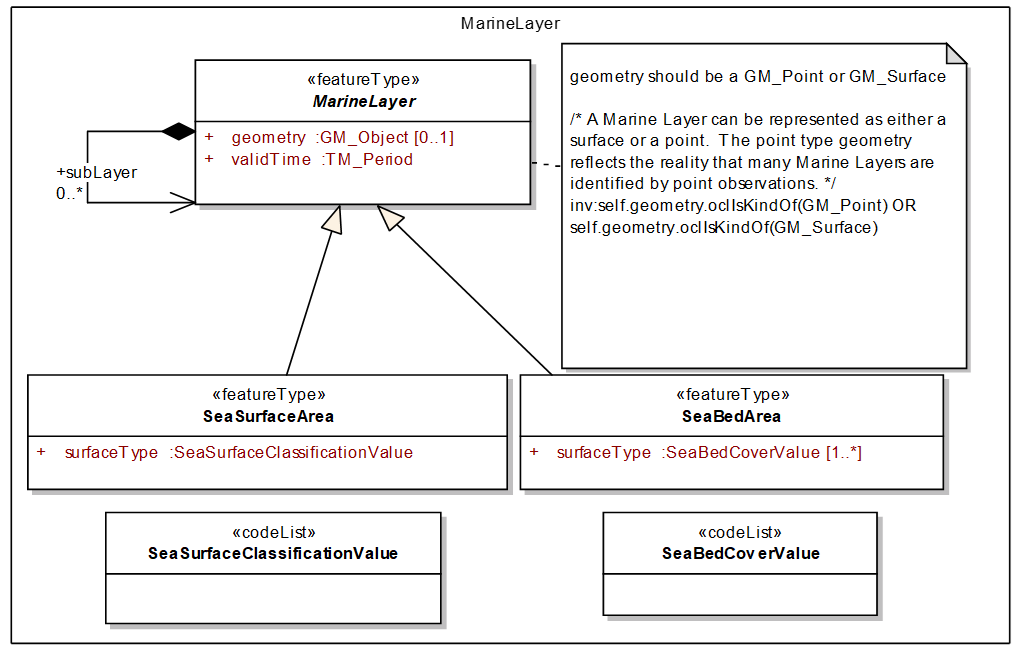 MarineLayer
«featureType»
MarineLayer
+ geometry :GM_Object [0..1]
+ validTime :TM_Period
+subLayer
0..*
geometry should be a GM_Point or GM_Surface
/* A Marine Layer can be represented as either a
surface or a point. The point type geometry
reflects the reality that many Marine Layers are
identified by point observations. */
inv:self.geometry.oclIsKindOf(GM_Point) OR
self.geometry.oclIsKindOf(GM_Surface)
«featureType»
SeaSurfaceArea
+ surfaceType :SeaSurfaceClassificationValue
«featureType»
SeaBedArea
+ surfaceType :SeaBedCoverValue [1..*]
«codeList»
SeaSurfaceClassificationValue
«codeList»
SeaBedCoverValue